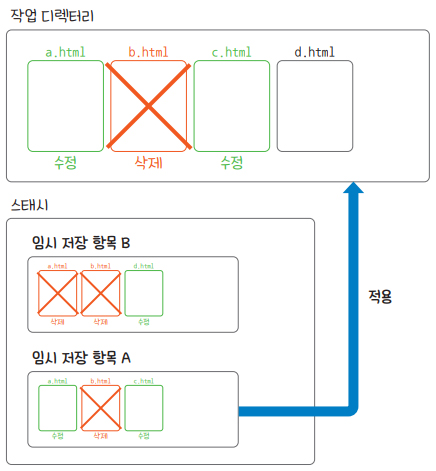 작업 디렉터리
a.html b.html c.html d.html
수정 삭제 수정
스태시
임시 저장 항목 B
a.html b.html d.html
삭제 삭제 수정
적용
임시 저장 항목 A
a.html b.html c.html
수정 삭제 수정